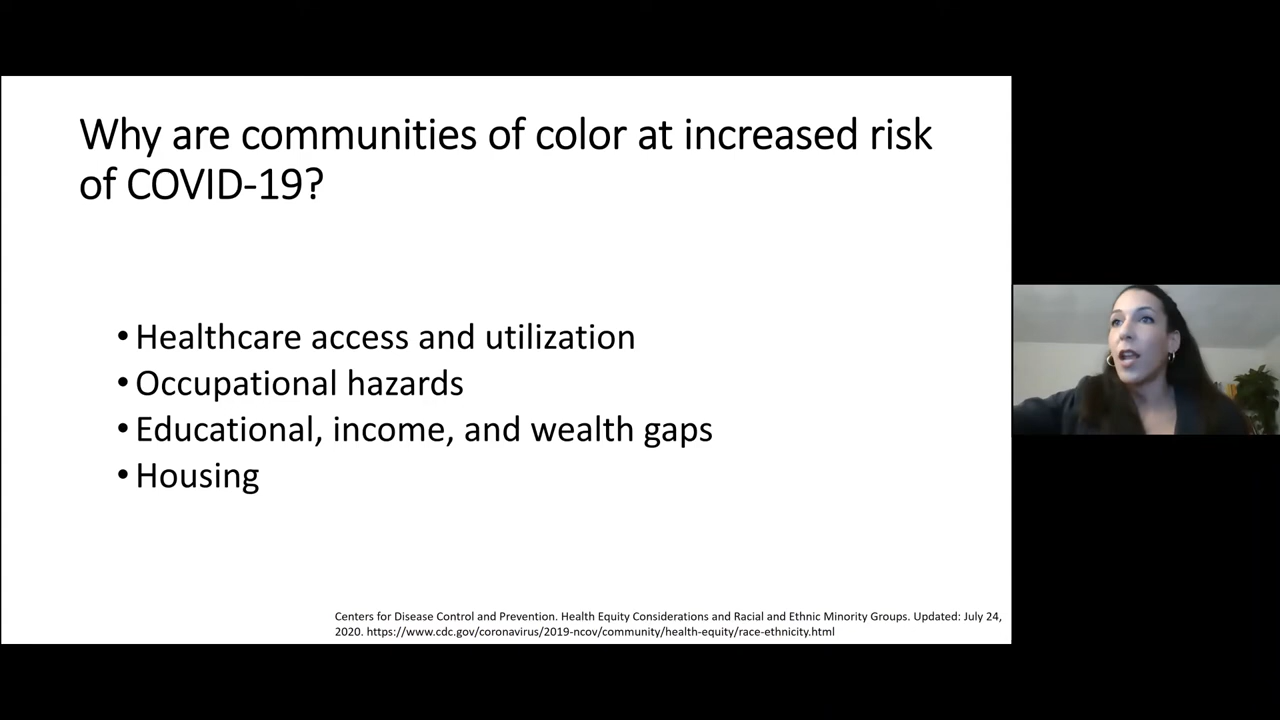 Why are communities of color at increased risk
of COVID-19?
• Healthcare access and utilization
• Occupational hazards
• Educational, income, and wealth gaps
• Housing
Centers for Disease Control and Prevention. Health Equity Considerations and Racial and Ethnic Minority Groups. Updated: July 24,
2020. https://www.cdc.gov/coronavirus/2019-ncov/community/health-equity/race-ethnicity.html